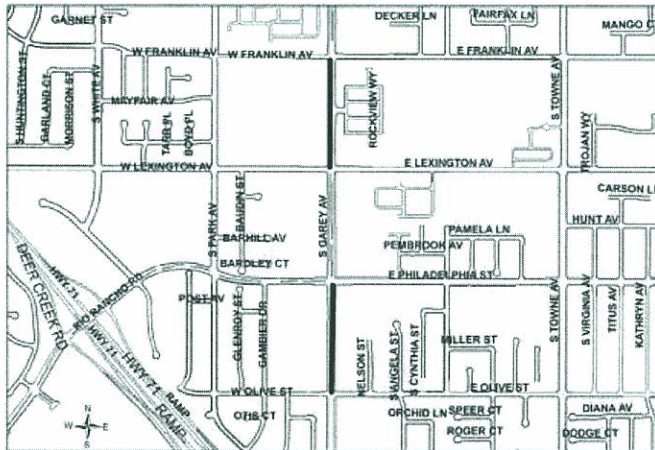 DECKER LN
FAIRFAX LN
GARNET ST
MANGO CT
W FRANKLIN AV
W FRANKLIN AV
E FRANKLIN AV
S HUNTINGTON ST
GARLAND CT
MORRISON ST
S WHITE AV
MAYFAIR AV
TARR PL
BOYD PL
ROCKVIEW WY
S TOWNE AV
TROJAN WY
W LEXINGTON AV
E LEXINGTON AV
CARSON LN
S PARK AV
BAUDIN ST
S GAREY AV
HUNT AV
PAMELA LN
BARHILL AV
PEMBROOK AV
BARDLEY CT
E PHILADELPHIA ST
DEER CREEK RD
HWY 71
RIO RANCHO RD
POST AV
GLENROY ST
GAMBIER DR
S TOWNE AV
S VIRGINIA AV
TITUS AV
KATHRYN AV
HWY 71
HWY 71
RAMP
RAMP
NELSON ST
S ANGELA ST
S CYNTHIA ST
MILLER ST
W OLIVE ST
E OLIVE ST
OTIS CT
ORCHID LN
SPEER CT
DIANA AV
ROGER CT
DODGE CT
N
W
E
S